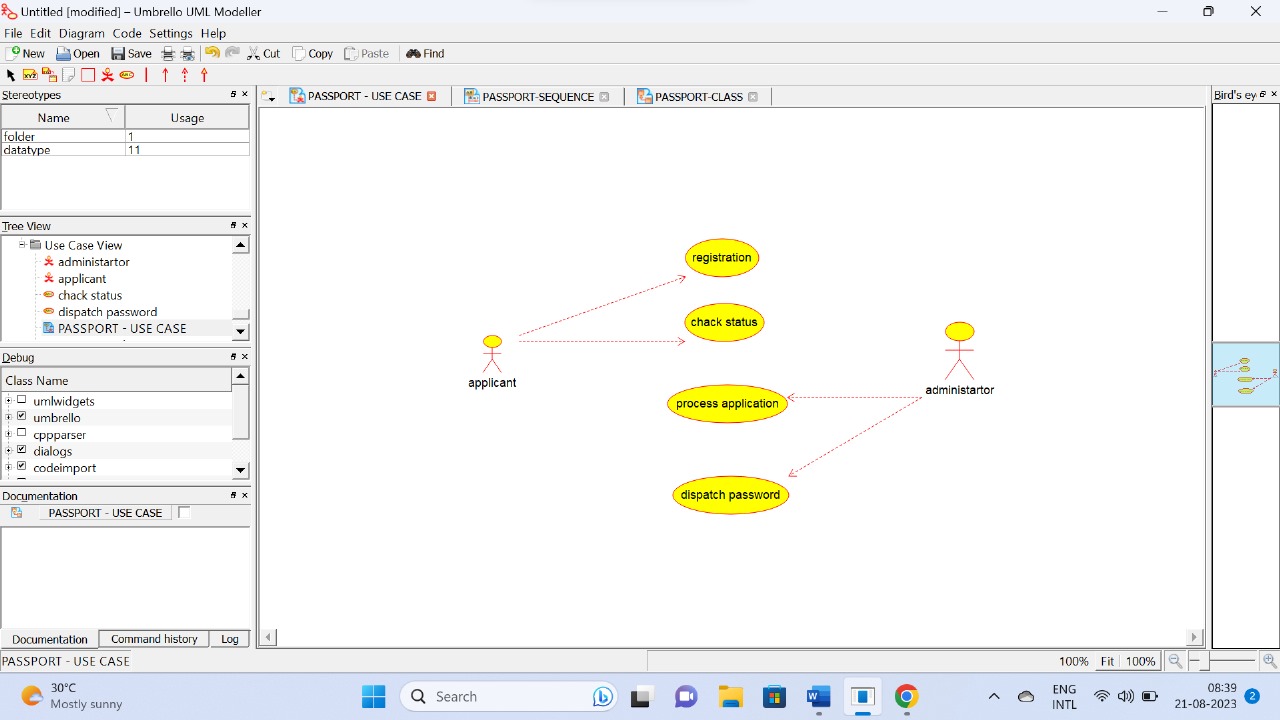 Untitled [modified] – Umbrello UML Modeller
File Edit Diagram Code Settings Help
New Open Save Cut Copy Paste Find
Stereotypes
Name Usage
folder 1
datatype 11
Tree View
Use Case View
administartor
applicant
chack status
dispatch password
PASSPORT - USE CASE
Debug
Class Name
umlwidgets
umbrello
cppparser
dialogs
codeimport
Documentation
PASSPORT - USE CASE
Documentation Command history Log
PASSPORT - USE CASE PASSPORT-SEQUENCE PASSPORT-CLASS
registration
chack status
applicant
administartor
process application
dispatch password
Bird's ey
PASSPORT - USE CASE
100% Fit 100%
30°C
Mostly sunny
Search
ENG
INTL
08:39
21-08-2023
2